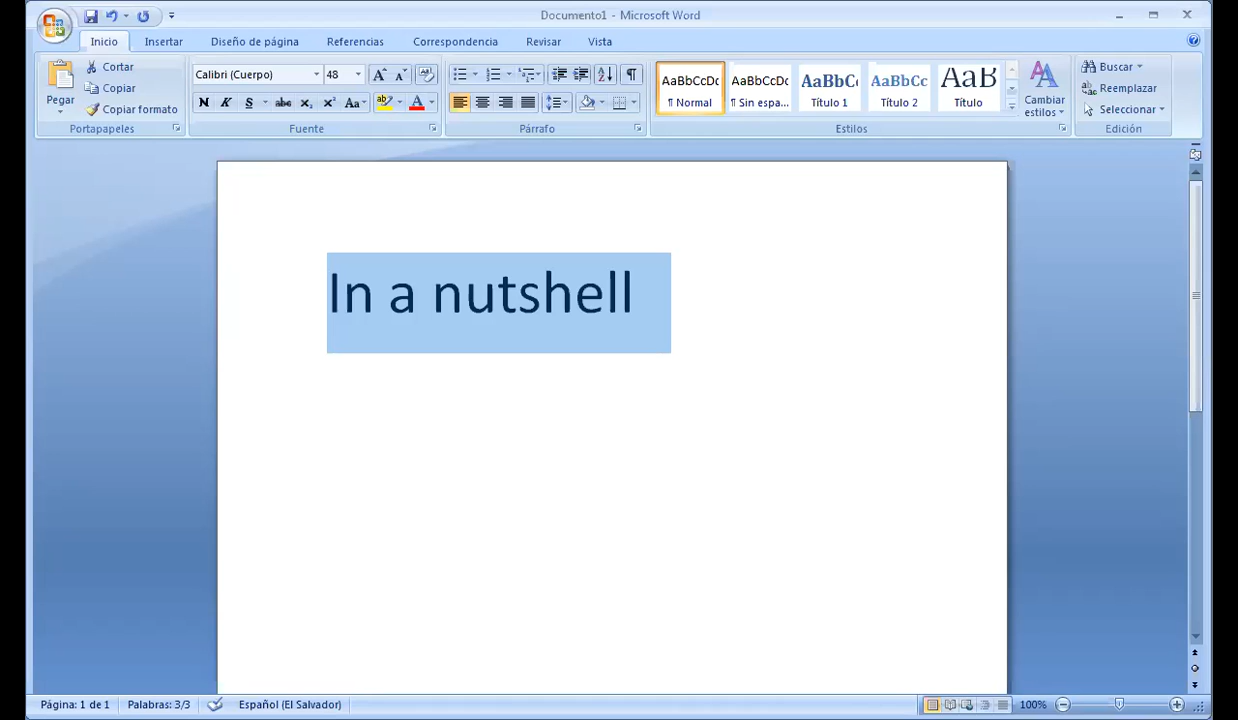 Documento1 - Microsoft Word
Inicio Insertar Diseño de página Referencias Correspondencia Revisar Vista
Pegar Cortar Copiar Copiar formato
Portapapeles
Calibri (Cuerpo) 48
N K S abc x₂ x² Aa
Fuente
Párrafo
AaBbCcDc AaBbCcDc AaBbC AaBbCc AaB
¶ Normal ¶ Sin espa... Título 1 Título 2 Título
Cambiar estilos
Estilos
Buscar
Reemplazar
Seleccionar
Edición
In a nutshell
Página: 1 de 1 Palabras: 3/3 Español (El Salvador) 100%